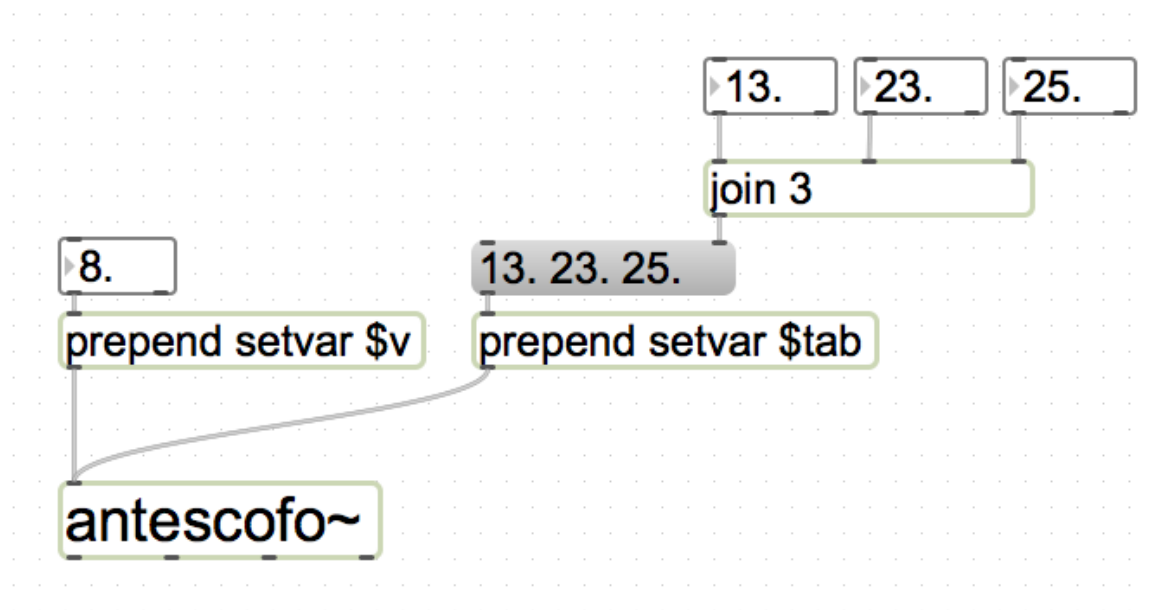 13. 23. 25.
join 3
8. 13. 23. 25.
prepend setvar $v prepend setvar $tab
antescofo~